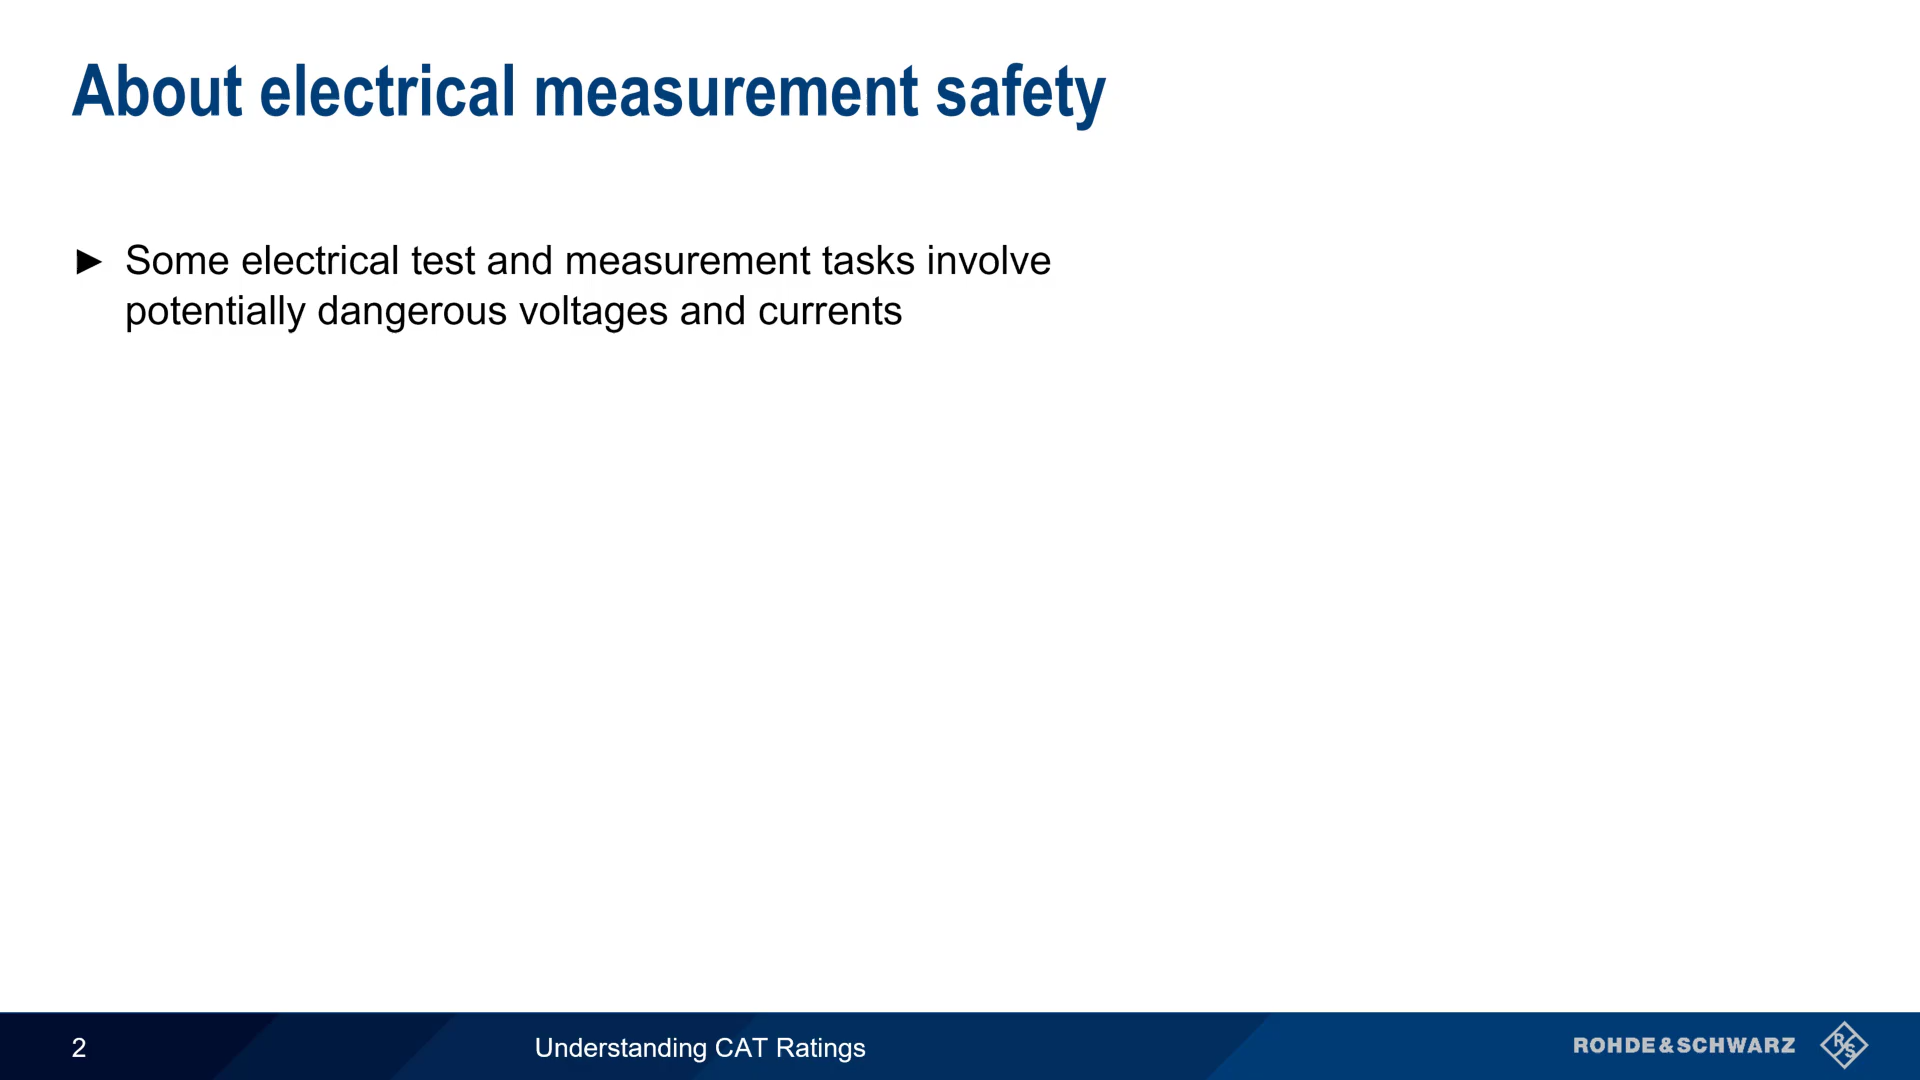 About electrical measurement safety
► Some electrical test and measurement tasks involve
potentially dangerous voltages and currents
2
Understanding CAT Ratings
ROHDE&SCHWARZ
R S